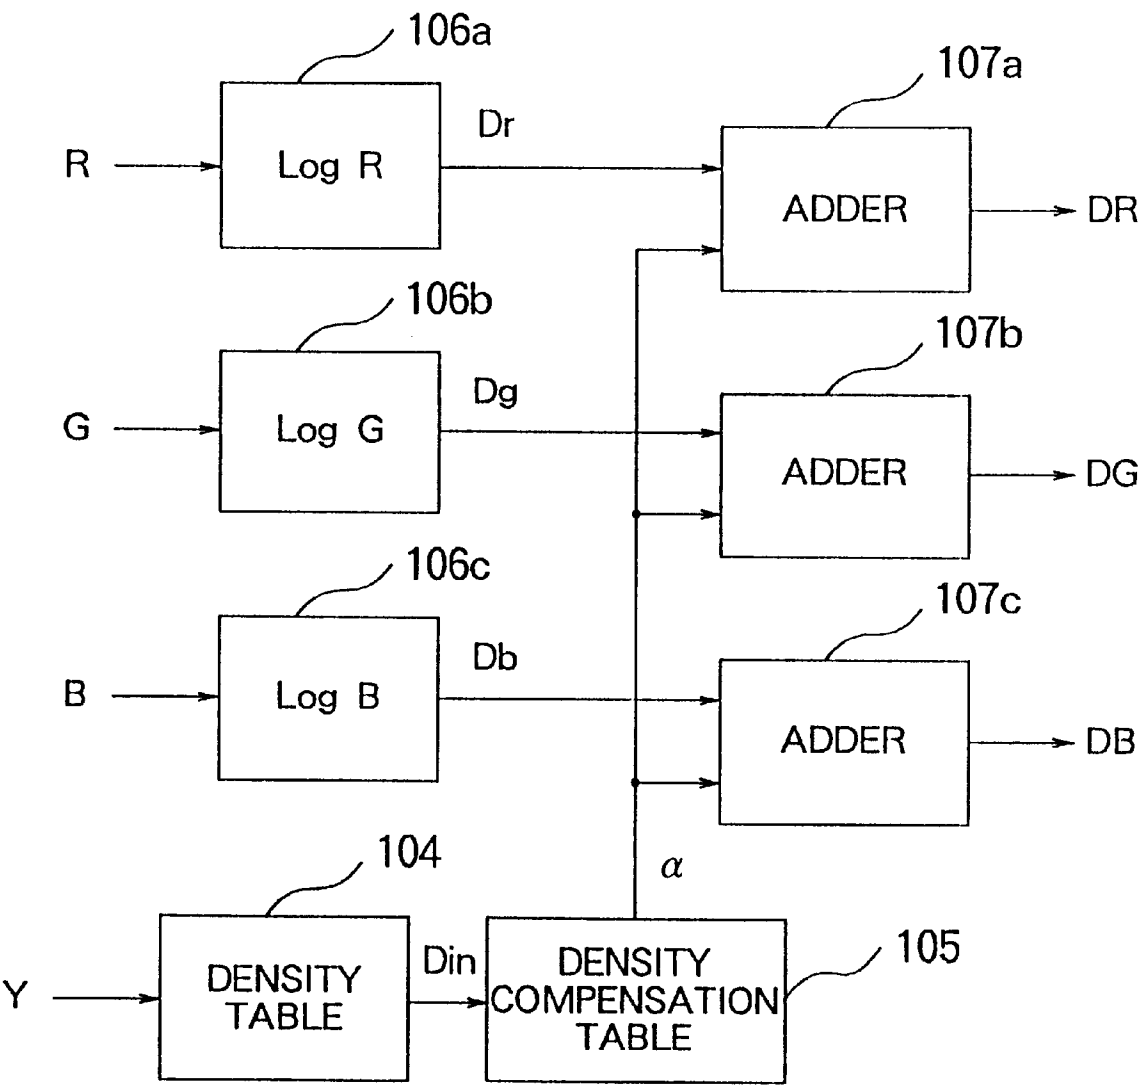 106a
107a
Dr
R
Log R
ADDER
DR
106b
107b
Dg
G
Log G
ADDER
DG
106c
107c
Db
B
Log B
ADDER
DB
104
α
105
Din
Y
DENSITY
TABLE
DENSITY
COMPENSATION
TABLE